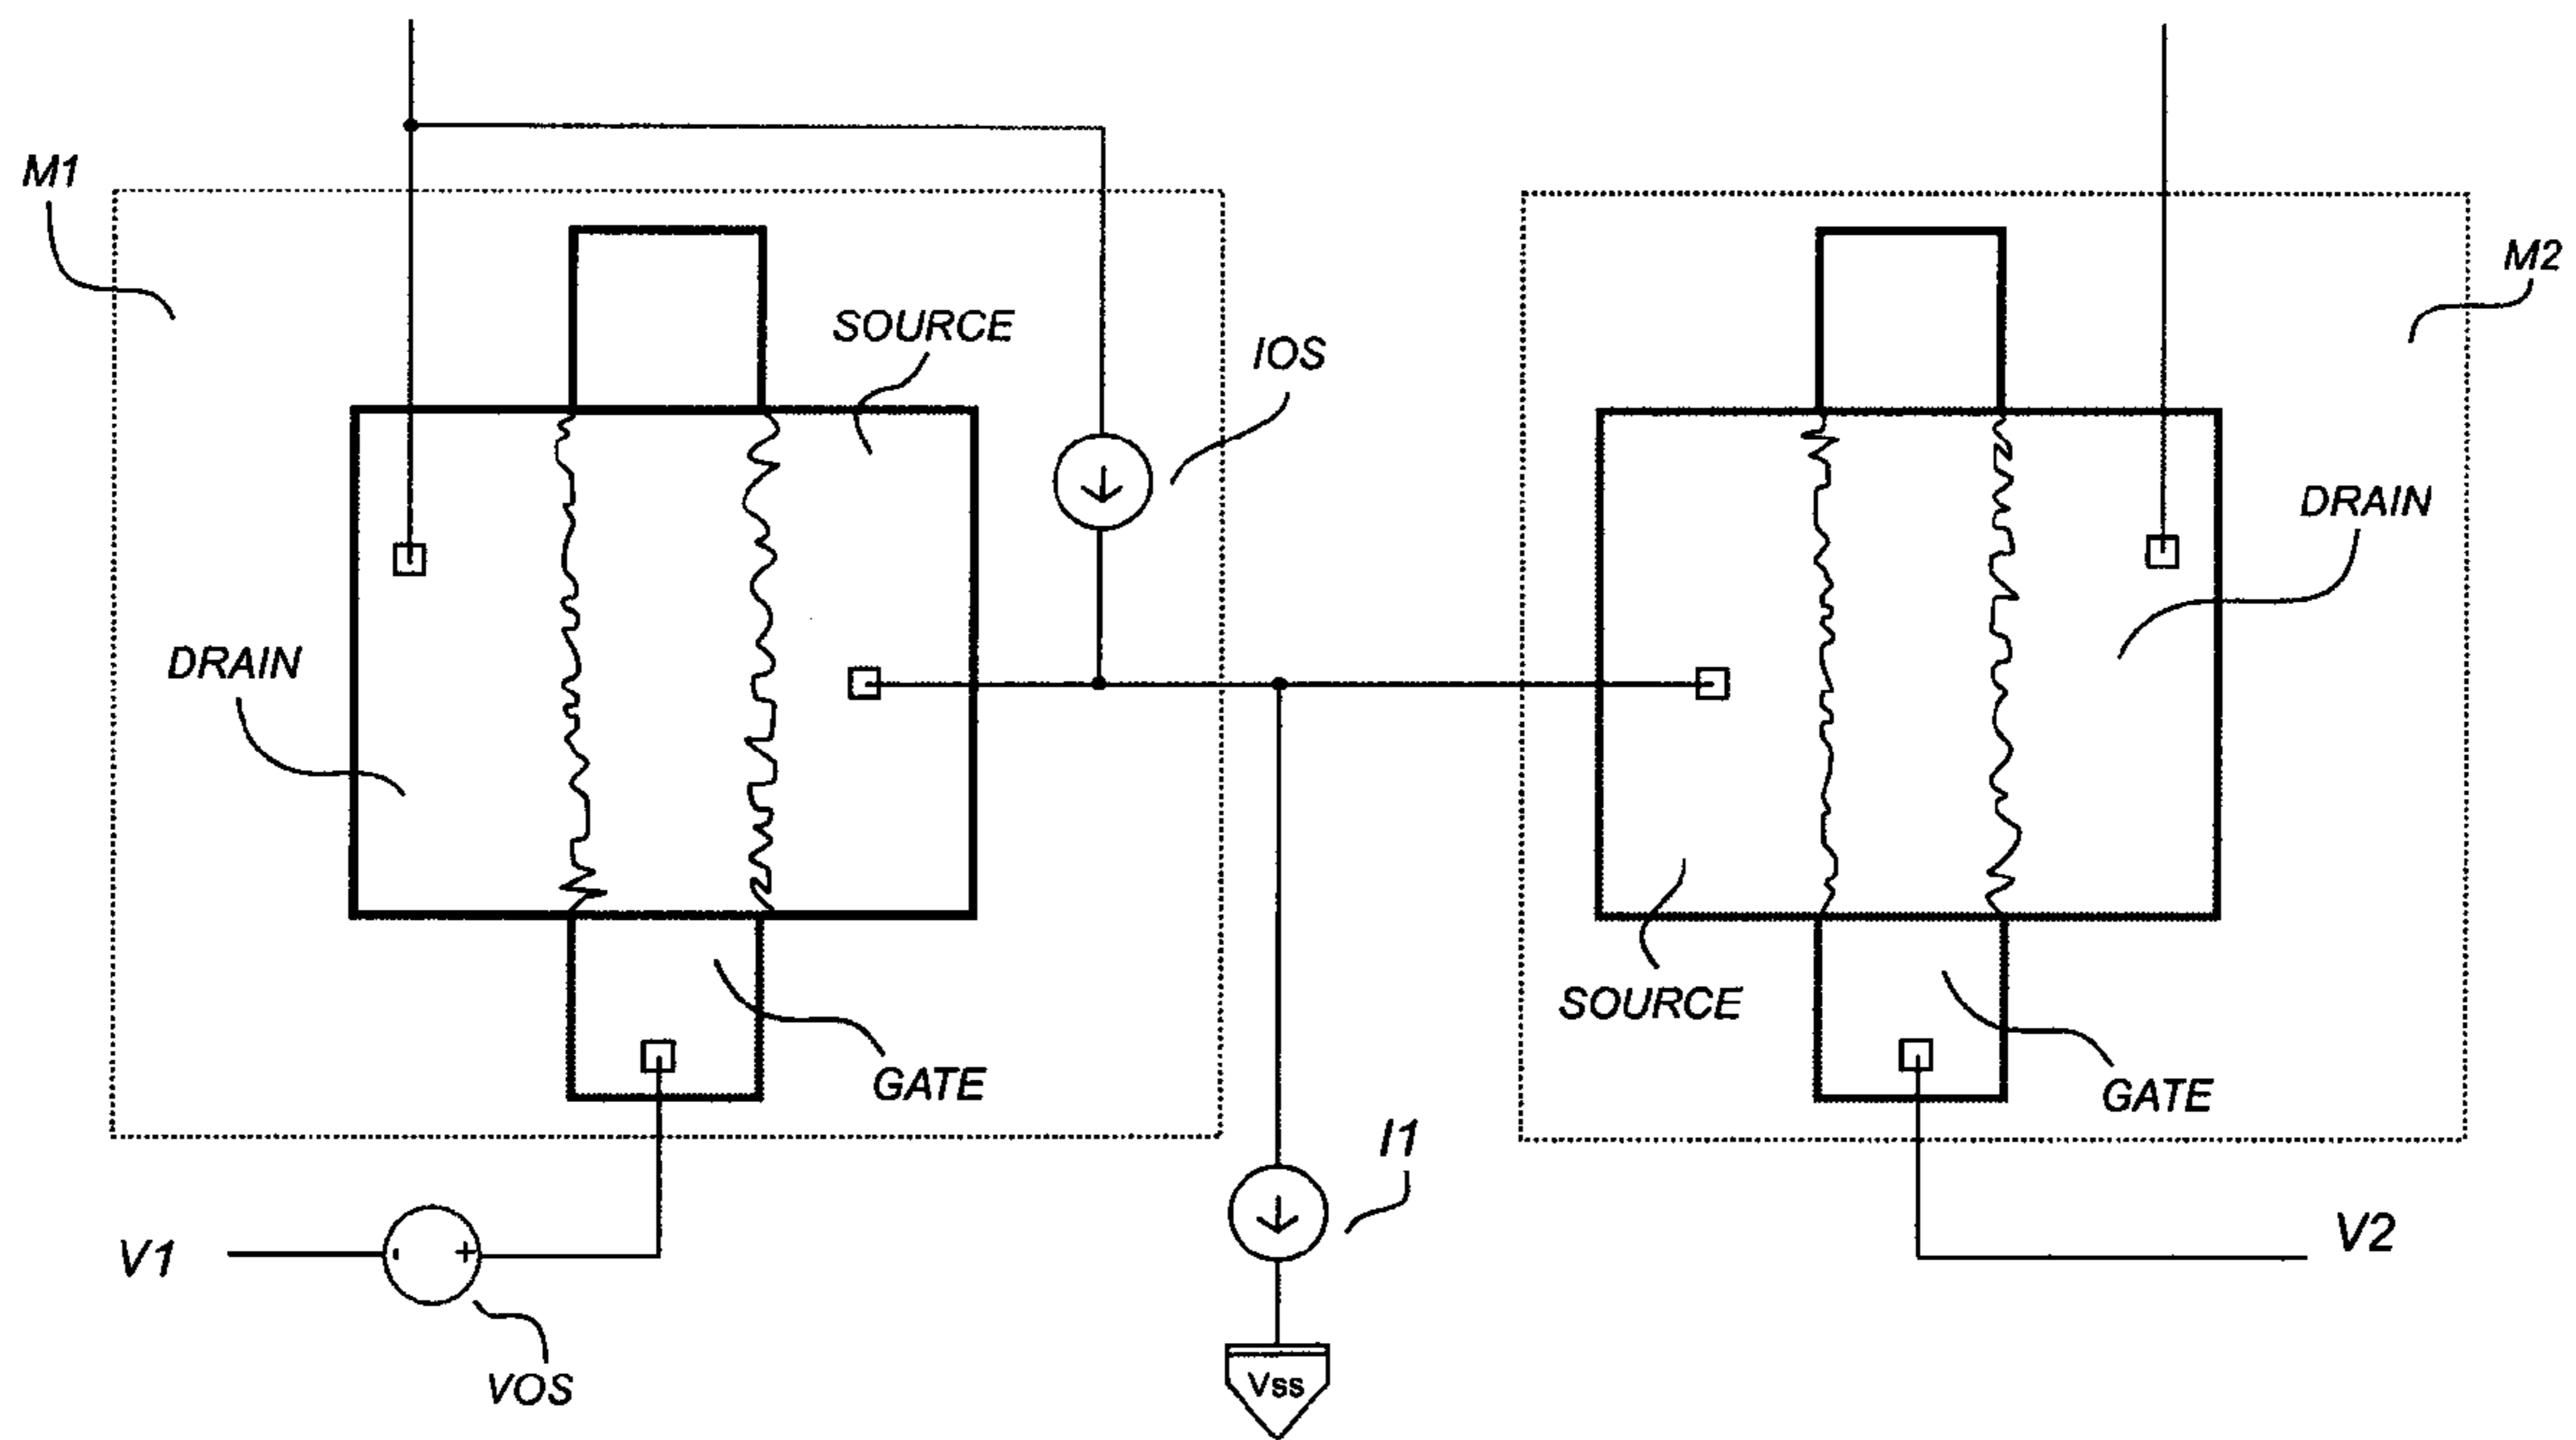 M1
M2
SOURCE
IOS
DRAIN
DRAIN
SOURCE
GATE
GATE
I1
V1
- +
V2
VOS
Vss